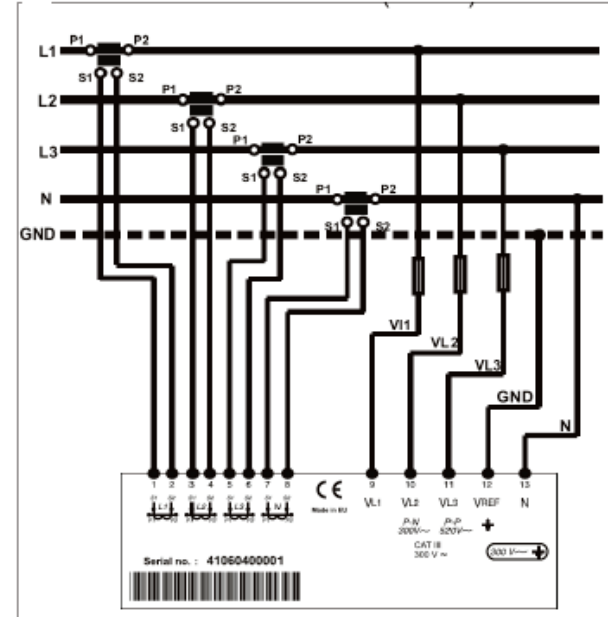 L1 P1 P2
S1 S2
L2 P1 P2
S1 S2
L3 P1 P2
S1 S2
N P1 P2
S1 S2
GND
VI1
VL2
VL3
GND
N
1 2 3 4 5 6 7 8 9 10 11 12 13
L1 L2 L3 N
CE
Made in EU
VL1 VL2 VL3 VREF N
P-N P-P
300V~ 520V~
CAT III
300 V ~
300 V~
Serial no. : 41060400001